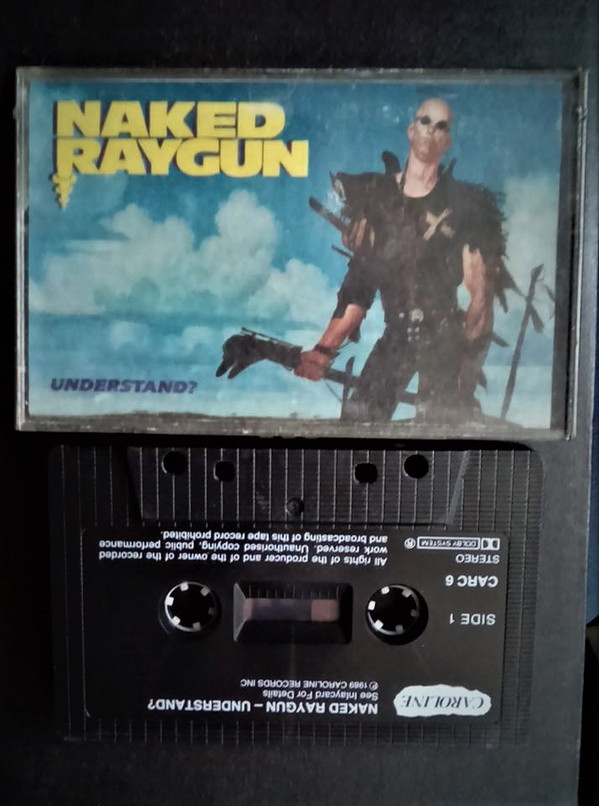 NAKED
RAYGUN
UNDERSTAND?
CAROLINE
NAKED RAYGUN – UNDERSTAND?
See Inlaycard For Details
℗ 1989 CAROLINE RECORDS INC
SIDE 1
CARC 6
STEREO
DOLBY SYSTEM ®
All rights of the producer and of the owner of the recorded
work reserved. Unauthorised copying, public performance
and broadcasting of this tape record prohibited.